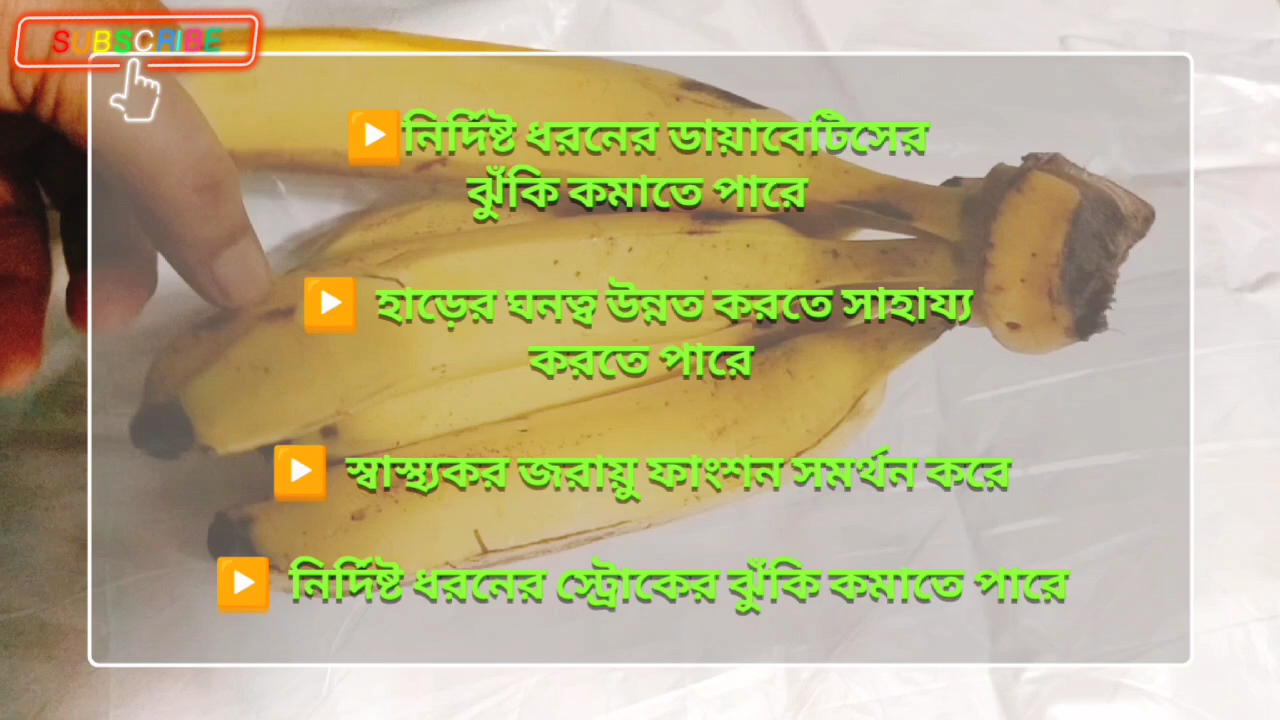 SUBSCRIBE
▶️নির্দিষ্ট ধরনের ডায়াবেটিসের
ঝুঁকি কমাতে পারে
▶️ হাড়ের ঘনত্ব উন্নত করতে সাহায্য
করতে পারে
▶️ স্বাস্থ্যকর জরায়ু ফাংশন সমর্থন করে
▶️ নির্দিষ্ট ধরনের স্ট্রোকের ঝুঁকি কমাতে পারে